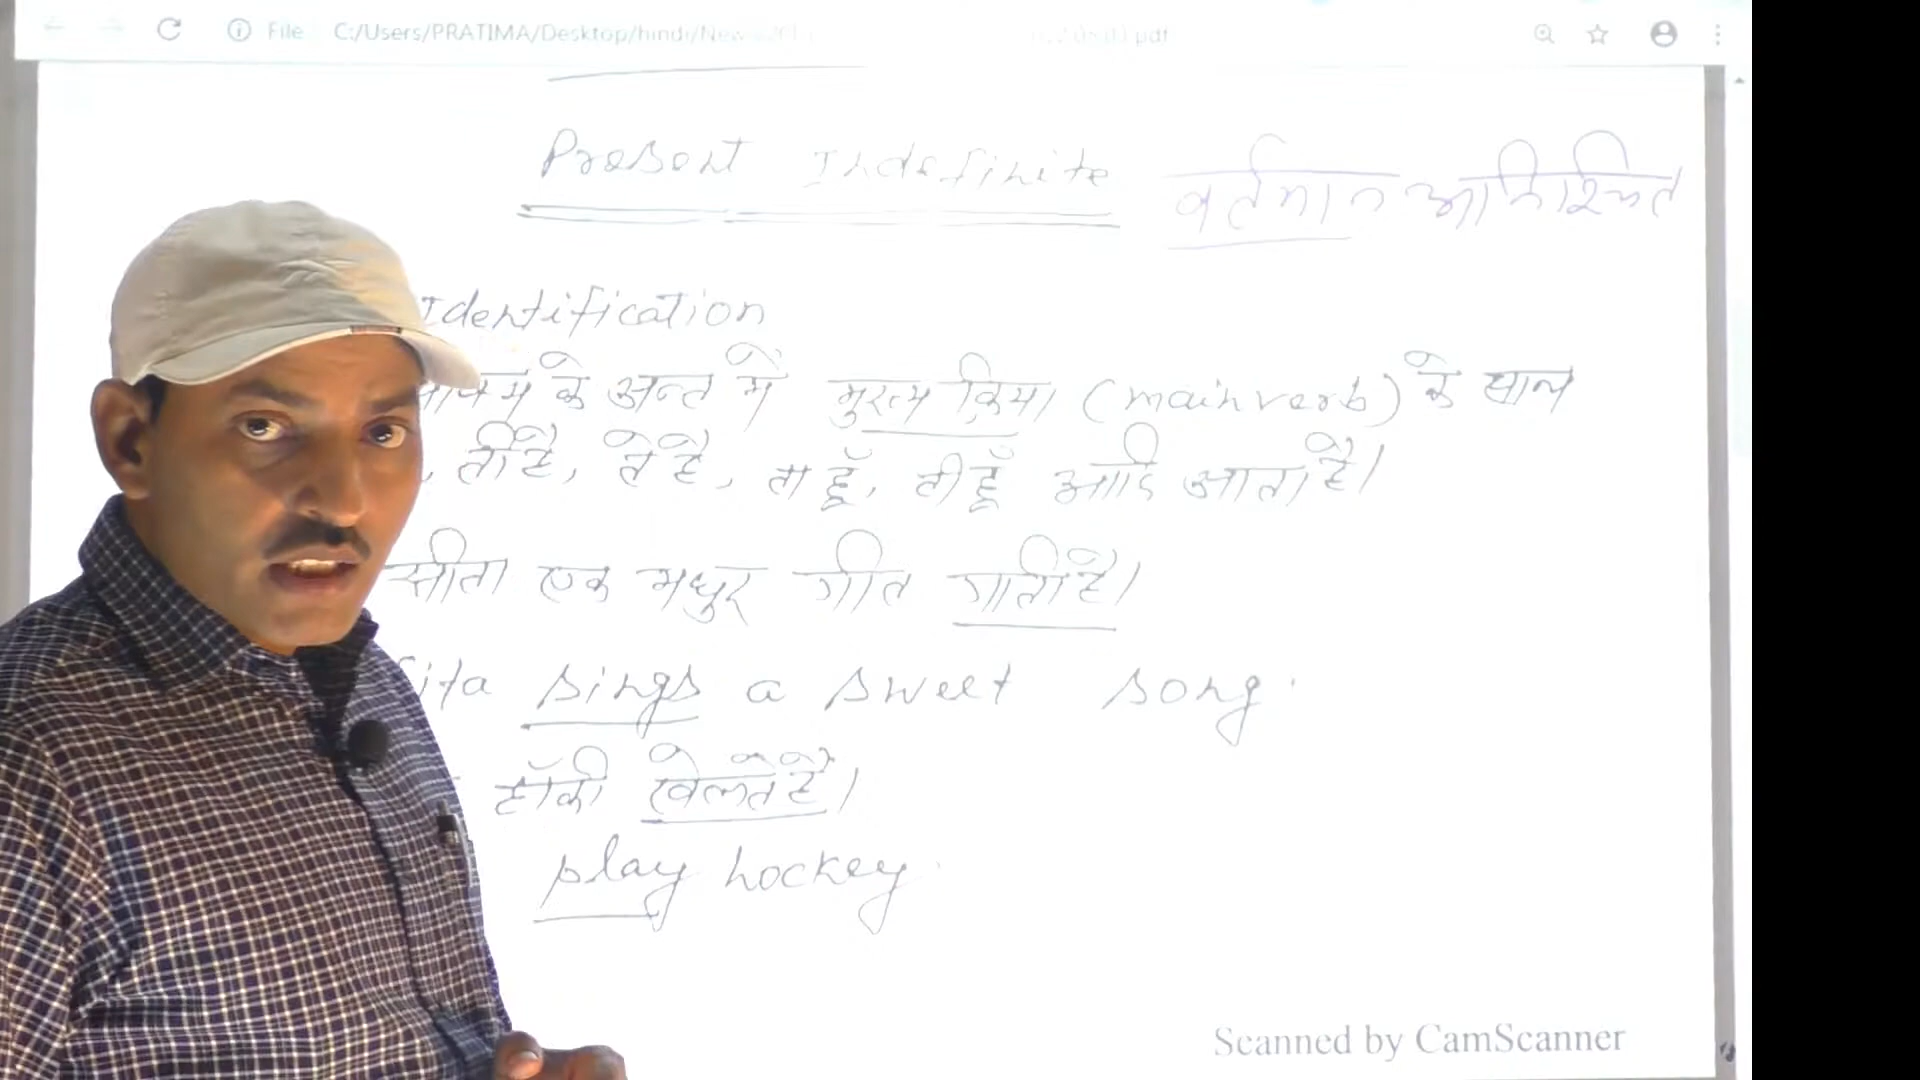 File C:/Users/PRATIMA/Desktop/hindi/New pdf
Present Indefinite वर्तमान अनिश्चित
Identification
के अन्त में मुख्य क्रिया (main verb) के साथ
, ती है, ते हैं, ता हूँ, ती हूँ आदि आता है।
सीता एक मधुर गीत गाती है।
sings a sweet song.
हॉकी खेलते हैं।
play hockey.
Scanned by CamScanner